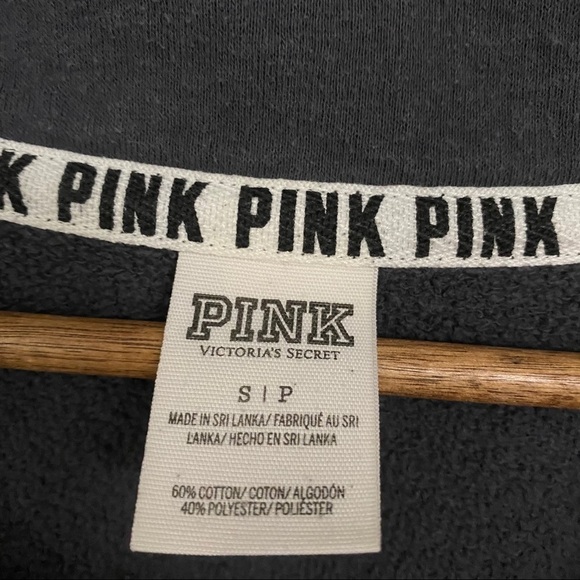 K PINK PINK PINK
PINK
VICTORIA'S SECRET
S | P
MADE IN SRI LANKA/ FABRIQUÉ AU SRI
LANKA/ HECHO EN SRI LANKA
60% COTTON/ COTON/ ALGODÓN
40% POLYESTER/ POLIÉSTER